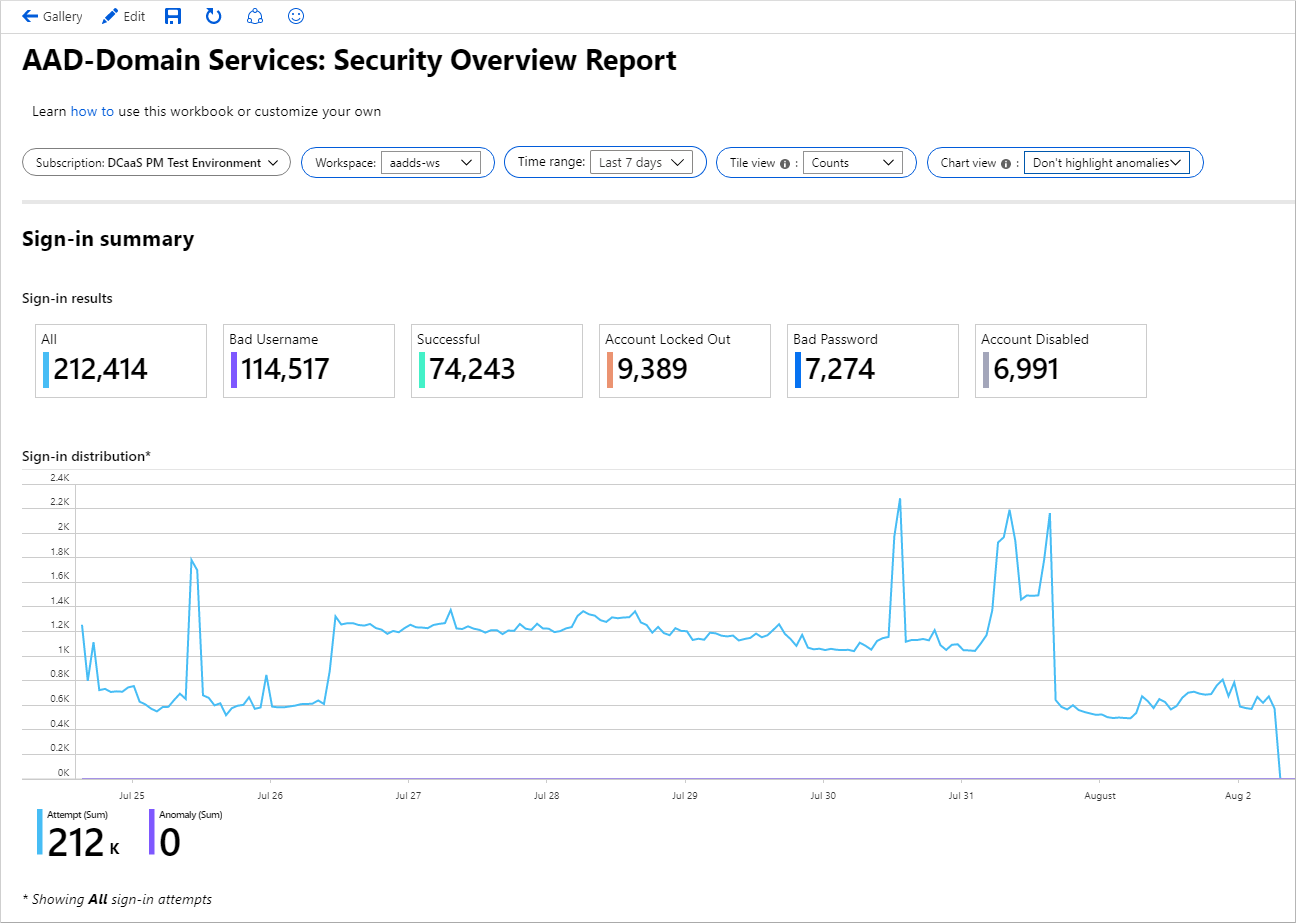 Gallery Edit
AAD-Domain Services: Security Overview Report
Learn how to use this workbook or customize your own
Subscription: DCaaS PM Test Environment Workspace: aadds-ws Time range: Last 7 days Tile view : Counts Chart view : Don't highlight anomalies
Sign-in summary
Sign-in results
All Bad Username Successful Account Locked Out Bad Password Account Disabled
212,414 114,517 74,243 9,389 7,274 6,991
Sign-in distribution*
2.4K
2.2K
2K
1.8K
1.6K
1.4K
1.2K
1K
0.8K
0.6K
0.4K
0.2K
0K
Jul 25 Jul 26 Jul 27 Jul 28 Jul 29 Jul 30 Jul 31 August Aug 2
Attempt (Sum) Anomaly (Sum)
212 K 0
* Showing All sign-in attempts